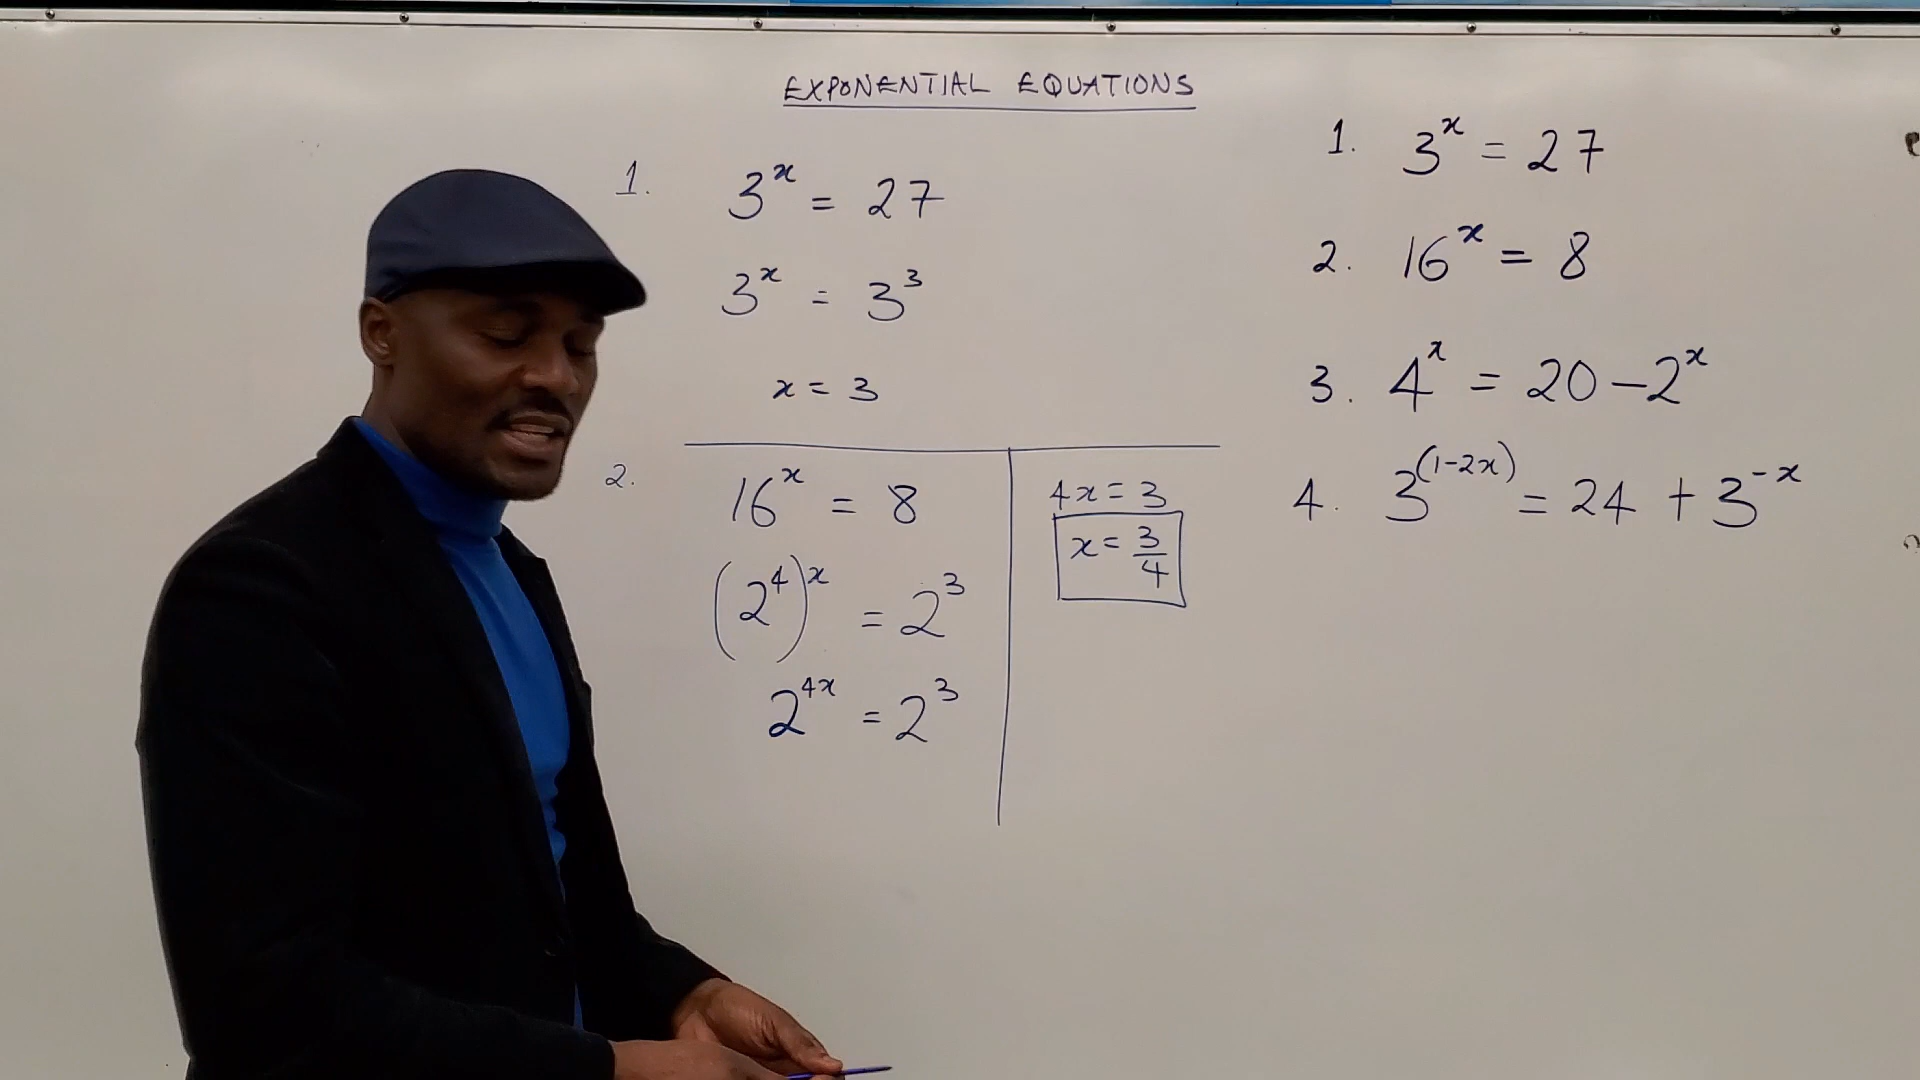 EXPONENTIAL EQUATIONS
1. 3^x = 27
3^x = 3^3
x = 3
2. 16^x = 8
(2^4)^x = 2^3
2^{4x} = 2^3
4x = 3
x = 3/4
1. 3^x = 27
2. 16^x = 8
3. 4^x = 20 - 2^x
4. 3^{(1-2x)} = 24 + 3^{-x}